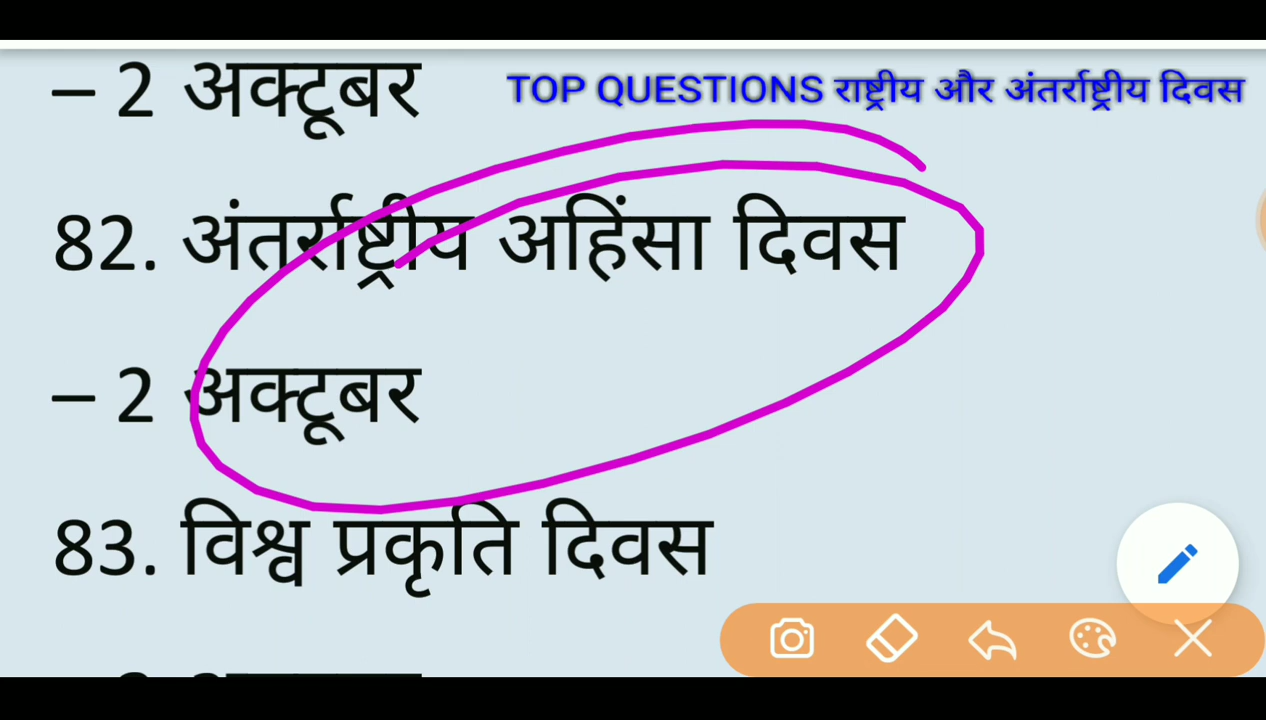 – 2 अक्टूबर
TOP QUESTIONS राष्ट्रीय और अंतर्राष्ट्रीय दिवस
82. अंतर्राष्ट्रीय अहिंसा दिवस
– 2 अक्टूबर
83. विश्व प्रकृति दिवस